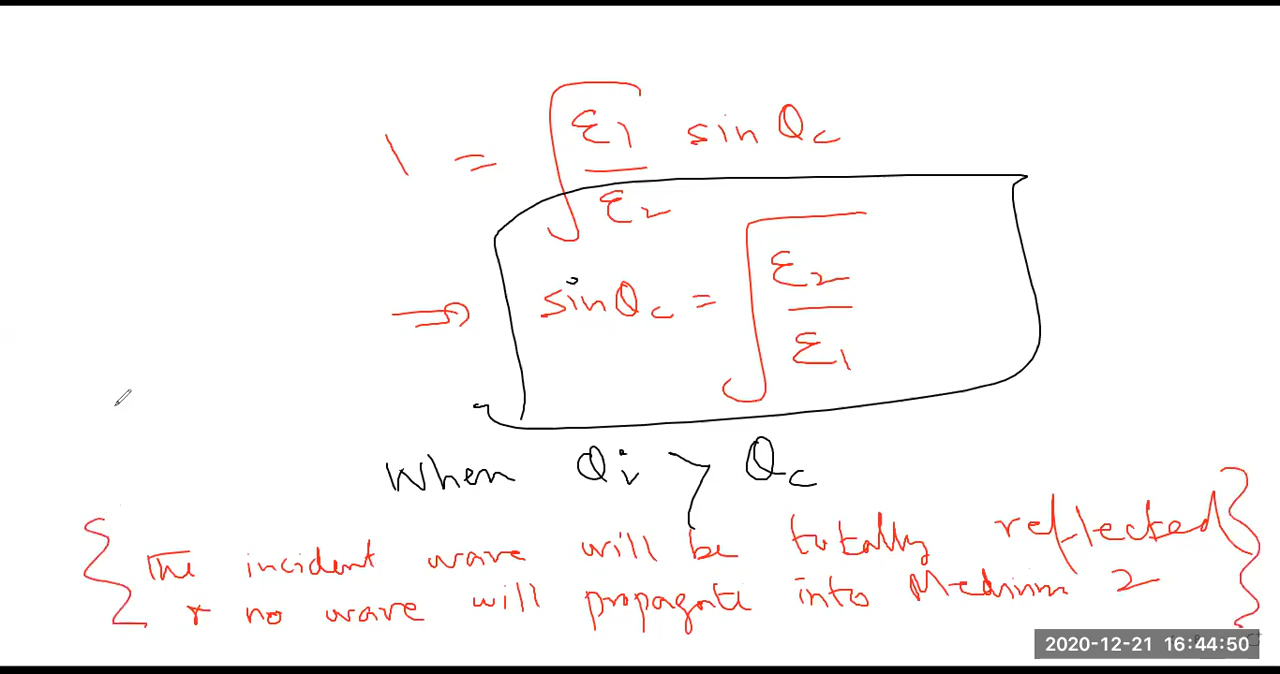 1 = √(ε1/ε2) sin θc
⇒ sin θc = √(ε2/ε1)
When θi > θc
{ The incident wave will be totally reflected
& no wave will propagate into Medium 2 }
2020-12-21 16:44:50